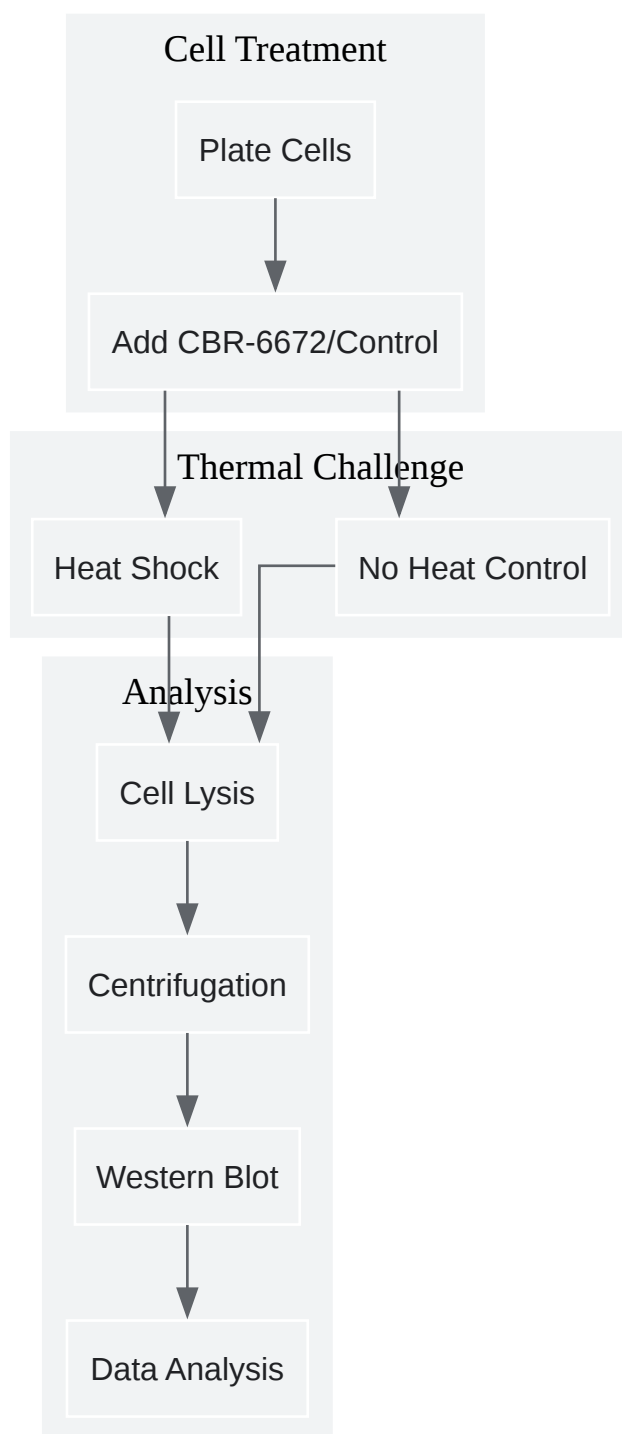 Cell Treatment
Plate Cells
Add CBR-6672/Control
Thermal Challenge
Heat Shock
No Heat Control
Analysis
Cell Lysis
Centrifugation
Western Blot
Data Analysis